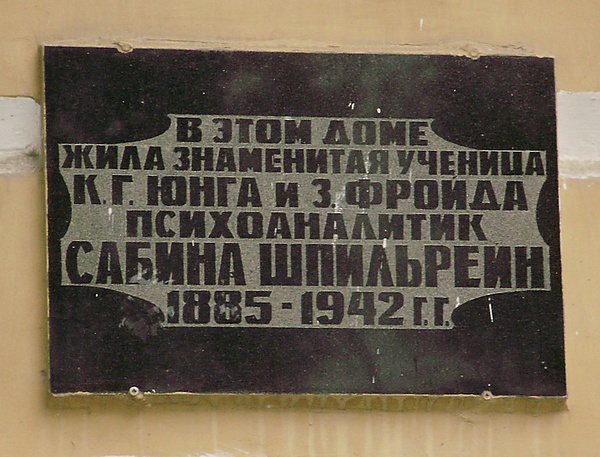 В ЭТОМ ДОМЕ
ЖИЛА ЗНАМЕНИТАЯ УЧЕНИЦА
К. Г. ЮНГА И З. ФРОЙДА
ПСИХОАНАЛИТИК
САБИНА ШПИЛЬРЕЙН
1885 - 1942 Г. Г.